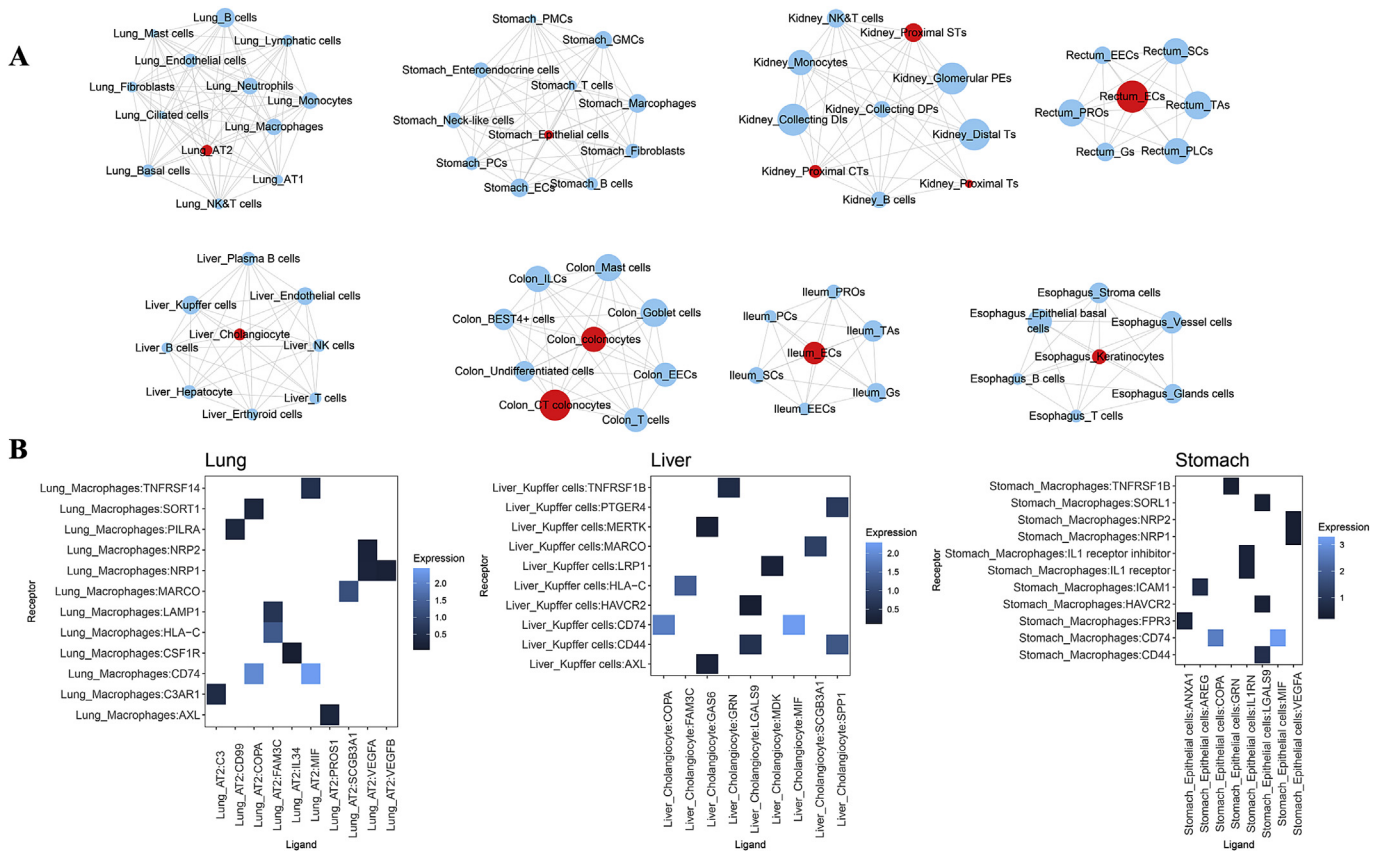 A
Lung_B cells
Lung_Mast cells
Lung_Lymphatic cells
Lung_Endothelial cells
Lung_Fibroblasts
Lung_Neutrophils
Lung_Monocytes
Lung_Ciliated cells
Lung_Macrophages
Lung_AT2
Lung_Basal cells
Lung_AT1
Lung_NK&T cells
Stomach_PMCs
Stomach_GMCs
Stomach_Enteroendocrine cells
Stomach_T cells
Stomach_Marcophages
Stomach_Neck-like cells
Stomach_Epithelial cells
Stomach_Fibroblasts
Stomach_PCs
Stomach_ECs
Stomach_B cells
Kidney_NK&T cells
Kidney_Proximal STs
Kidney_Monocytes
Kidney_Glomerular PEs
Kidney_Collecting DPs
Kidney_Collecting DIs
Kidney_Distal Ts
Kidney_Proximal CTs
Kidney_Proximal Ts
Kidney_B cells
Rectum_EECs
Rectum_SCs
Rectum_ECs
Rectum_PROs
Rectum_TAs
Rectum_Gs
Rectum_PLCs
Liver_Plasma B cells
Liver_Kupffer cells
Liver_Endothelial cells
Liver_Cholangiocyte
Liver_B cells
Liver_NK cells
Liver_Hepatocyte
Liver_T cells
Liver_Erthyroid cells
Colon_Mast cells
Colon_ILCs
Colon_Goblet cells
Colon_BEST4+ cells
Colon_colonocytes
Colon_Undifferentiated cells
Colon_EECs
Colon_CT colonocytes
Colon_T cells
Ileum_PROs
Ileum_PCs
Ileum_TAs
Ileum_ECs
Ileum_SCs
Ileum_Gs
Ileum_EECs
Esophagus_Stroma cells
Esophagus_Epithelial basal
cells
Esophagus_Vessel cells
Esophagus_Keratinocytes
Esophagus_B cells
Esophagus_Glands cells
Esophagus_T cells
B
Lung
Receptor
Lung_Macrophages:TNFRSF14
Lung_Macrophages:SORT1
Lung_Macrophages:PILRA
Lung_Macrophages:NRP2
Lung_Macrophages:NRP1
Lung_Macrophages:MARCO
Lung_Macrophages:LAMP1
Lung_Macrophages:HLA-C
Lung_Macrophages:CSF1R
Lung_Macrophages:CD74
Lung_Macrophages:C3AR1
Lung_Macrophages:AXL
Lung_AT2:C3
Lung_AT2:CD99
Lung_AT2:COPA
Lung_AT2:FAM3C
Lung_AT2:IL34
Lung_AT2:MIF
Lung_AT2:PROS1
Lung_AT2:SCGB3A1
Lung_AT2:VEGFA
Lung_AT2:VEGFB
Ligand
Expression
2.0
1.5
1.0
0.5
Liver
Receptor
Liver_Kupffer cells:TNFRSF1B
Liver_Kupffer cells:PTGER4
Liver_Kupffer cells:MERTK
Liver_Kupffer cells:MARCO
Liver_Kupffer cells:LRP1
Liver_Kupffer cells:HLA-C
Liver_Kupffer cells:HAVCR2
Liver_Kupffer cells:CD74
Liver_Kupffer cells:CD44
Liver_Kupffer cells:AXL
Liver_Cholangiocyte:COPA
Liver_Cholangiocyte:FAM3C
Liver_Cholangiocyte:GAS6
Liver_Cholangiocyte:GRN
Liver_Cholangiocyte:LGALS9
Liver_Cholangiocyte:MDK
Liver_Cholangiocyte:MIF
Liver_Cholangiocyte:SCGB3A1
Liver_Cholangiocyte:SPP1
Ligand
Expression
2.0
1.5
1.0
0.5
Stomach
Receptor
Stomach_Macrophages:TNFRSF1B
Stomach_Macrophages:SORL1
Stomach_Macrophages:NRP2
Stomach_Macrophages:NRP1
Stomach_Macrophages:IL1 receptor inhibitor
Stomach_Macrophages:IL1 receptor
Stomach_Macrophages:ICAM1
Stomach_Macrophages:HAVCR2
Stomach_Macrophages:FPR3
Stomach_Macrophages:CD74
Stomach_Macrophages:CD44
Stomach_Epithelial cells:ANXA1
Stomach_Epithelial cells:AREG
Stomach_Epithelial cells:COPA
Stomach_Epithelial cells:GRN
Stomach_Epithelial cells:IL1RN
Stomach_Epithelial cells:LGALS9
Stomach_Epithelial cells:MIF
Stomach_Epithelial cells:VEGFA
Ligand
Expression
3
2
1